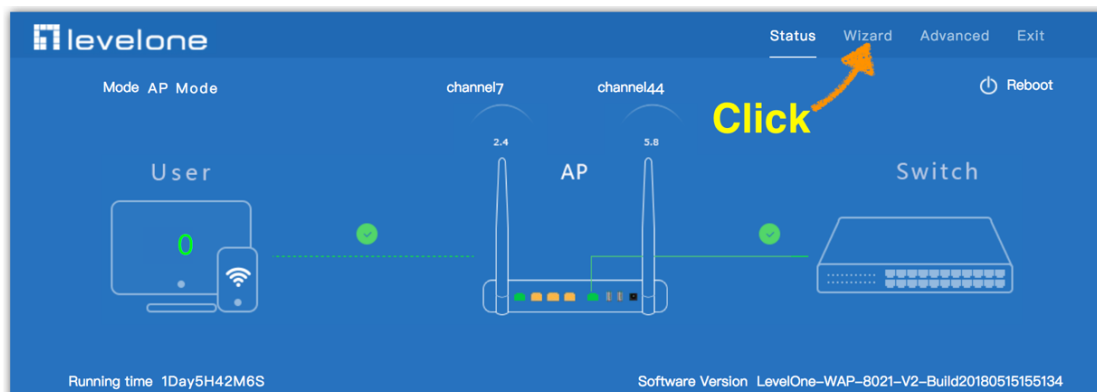 levelone
Status Wizard Advanced Exit
Mode AP Mode
channel7
channel44
Reboot
Click
2.4
5.8
User
AP
Switch
0
Running time 1Day5H42M6S
Software Version LevelOne-WAP-8021-V2-Build20180515155134